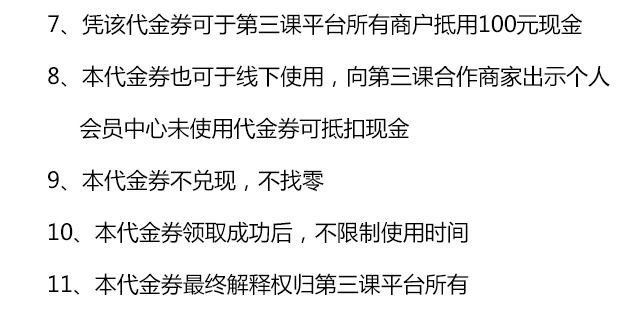 7、凭该代金券可于第三课平台所有商户抵用100元现金
8、本代金券也可于线下使用，向第三课合作商家出示个人
会员中心未使用代金券可抵扣现金
9、本代金券不兑现，不找零
10、本代金券领取成功后，不限制使用时间
11、本代金券最终解释权归第三课平台所有